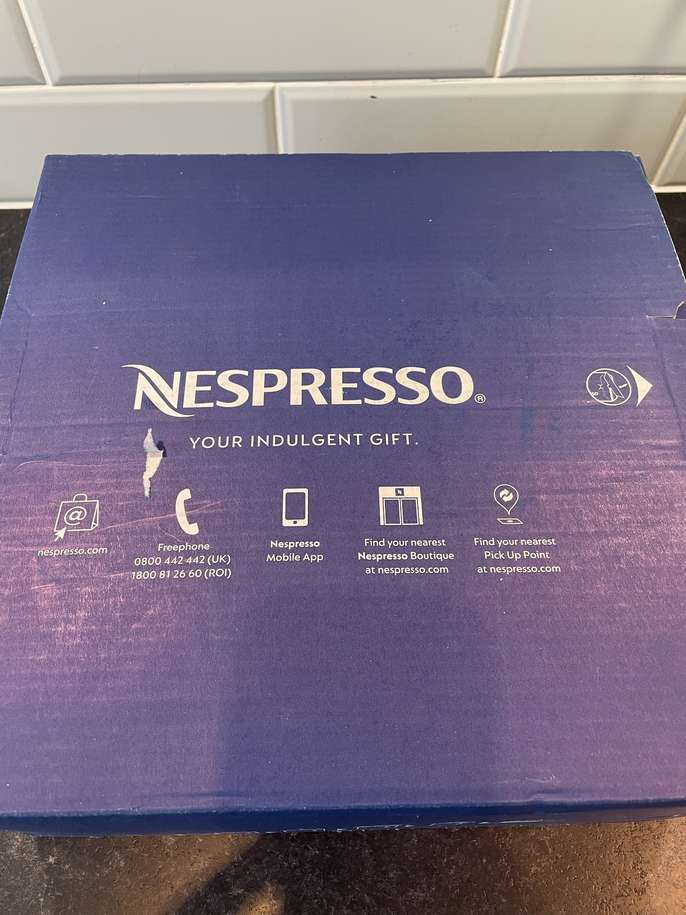 NESPRESSO®
YOUR INDULGENT GIFT.
@
nespresso.com
Freephone
0800 442 442 (UK)
1800 81 26 60 (ROI)
Nespresso
Mobile App
N
Find your nearest
Nespresso Boutique
at nespresso.com
Find your nearest
Pick Up Point
at nespresso.com